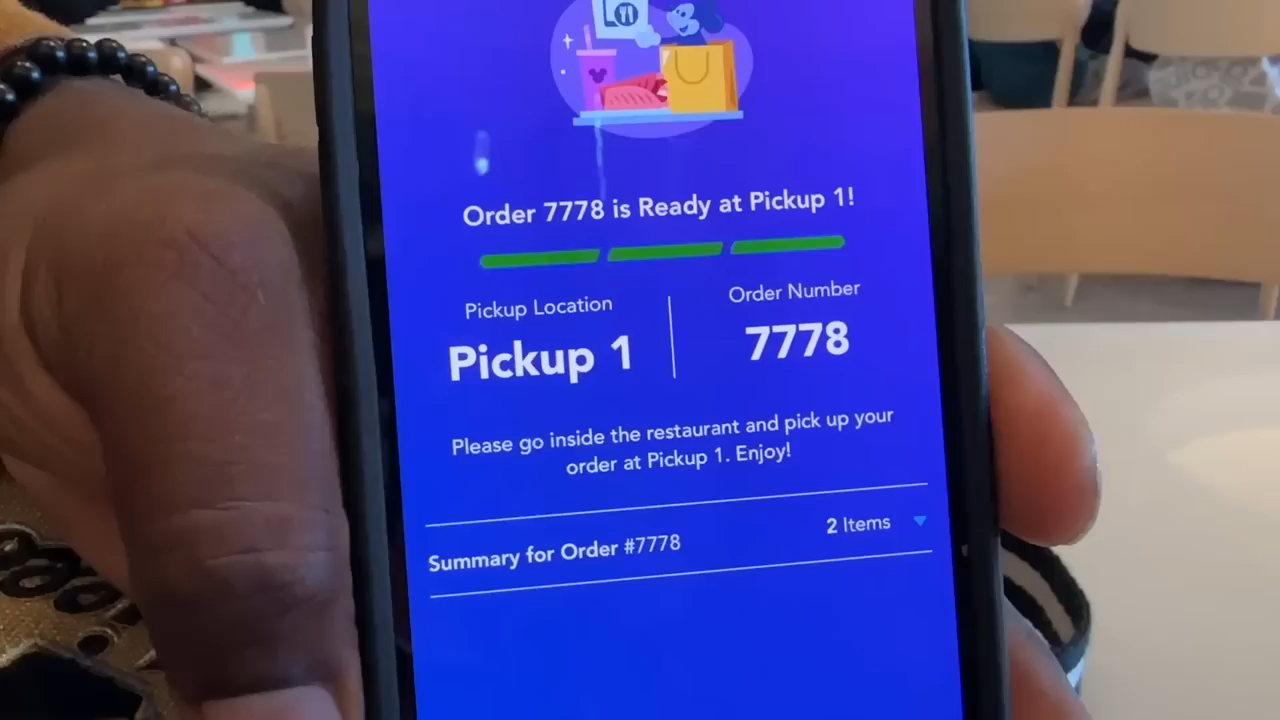 Order 7778 is Ready at Pickup 1!
Pickup Location
Order Number
Pickup 1
7778
Please go inside the restaurant and pick up your
order at Pickup 1. Enjoy!
Summary for Order #7778
2 Items